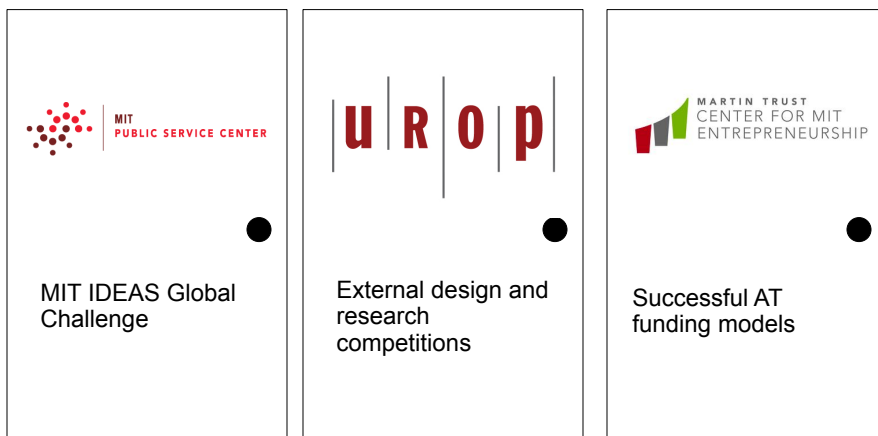 MIT
PUBLIC SERVICE CENTER
MIT IDEAS Global
Challenge
uRop
External design and
research
competitions
MARTIN TRUST
CENTER FOR MIT
ENTREPRENEURSHIP
Successful AT
funding models